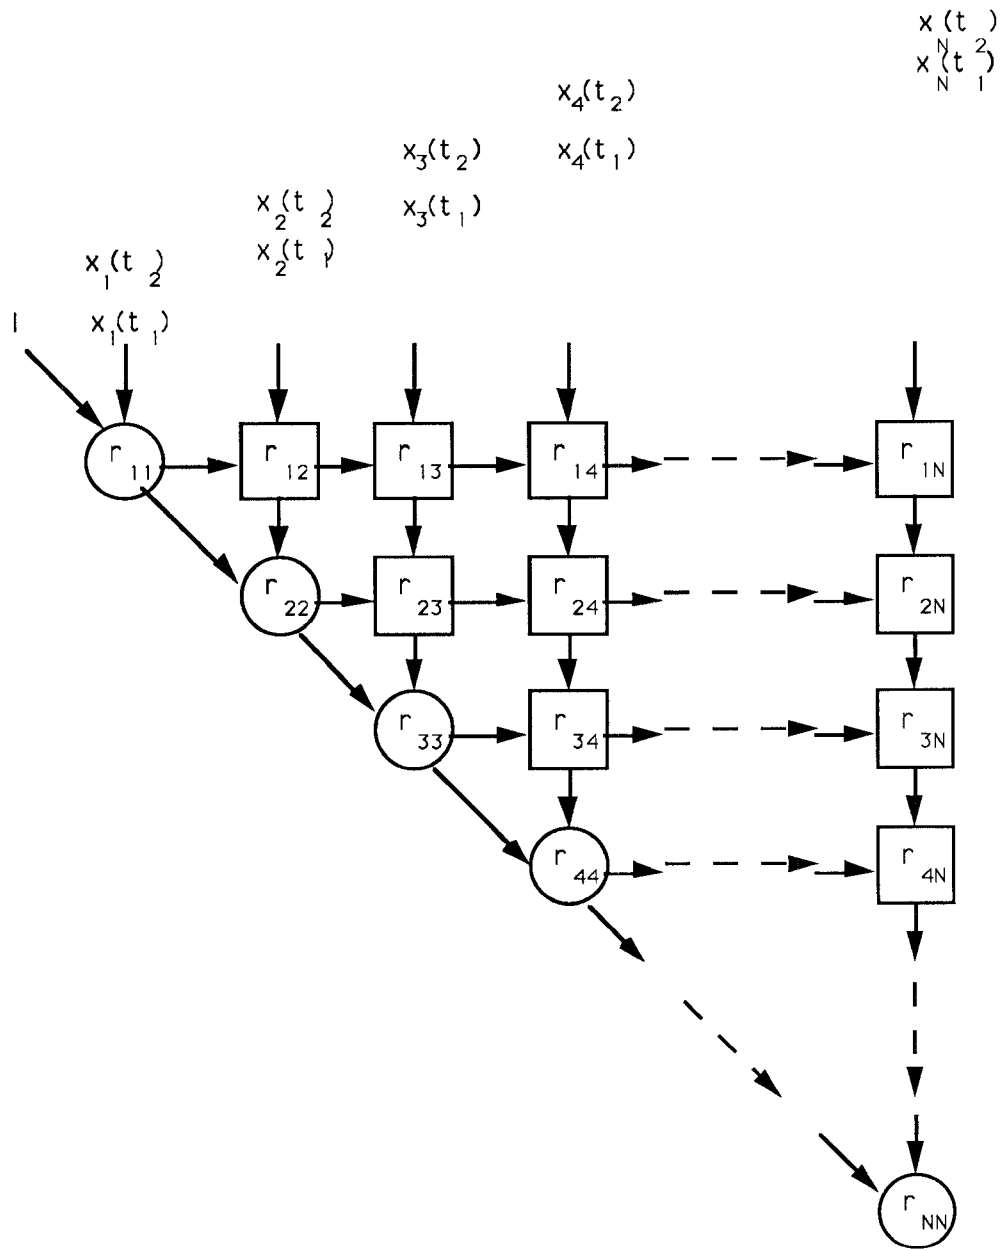 x_N(t_2)
x_N(t_1)
x_4(t_2)
x_3(t_2) x_4(t_1)
x_2(t_2) x_3(t_1)
x_2(t_1)
x_1(t_2)
1 x_1(t_1)
r_11 r_12 r_13 r_14 r_1N
r_22 r_23 r_24 r_2N
r_33 r_34 r_3N
r_44 r_4N
r_NN